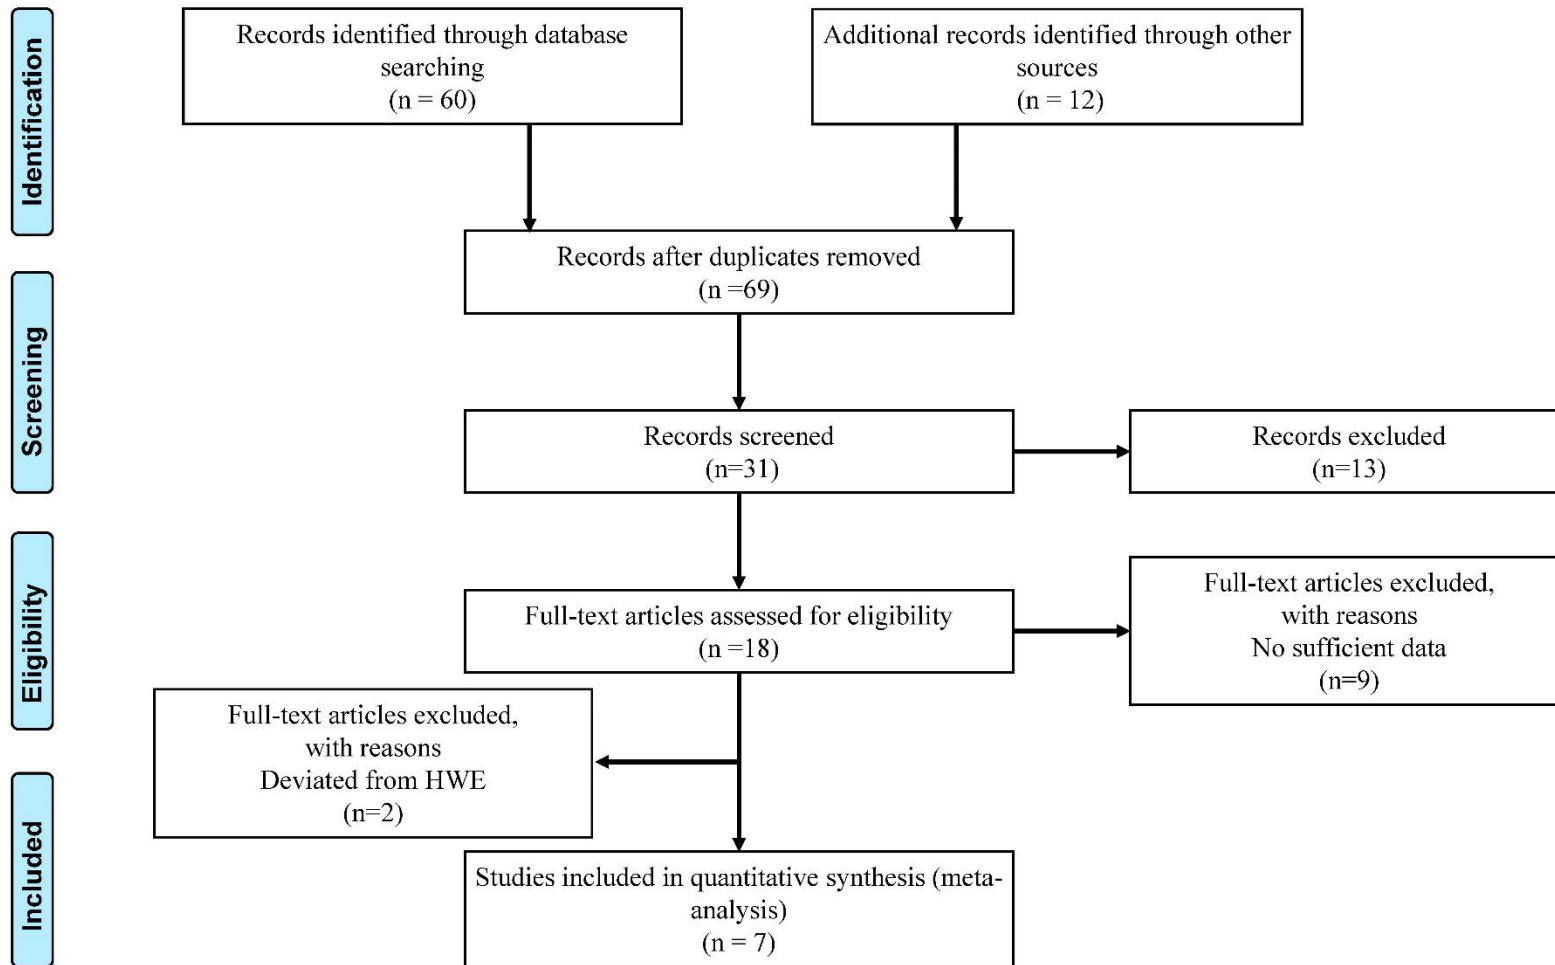 Identification
Records identified through database
searching
(n = 60)
Additional records identified through other
sources
(n = 12)
Records after duplicates removed
(n =69)
Screening
Records screened
(n=31)
Records excluded
(n=13)
Eligibility
Full-text articles assessed for eligibility
(n =18)
Full-text articles excluded,
with reasons
No sufficient data
(n=9)
Full-text articles excluded,
with reasons
Deviated from HWE
(n=2)
Included
Studies included in quantitative synthesis (meta-
analysis)
(n = 7)